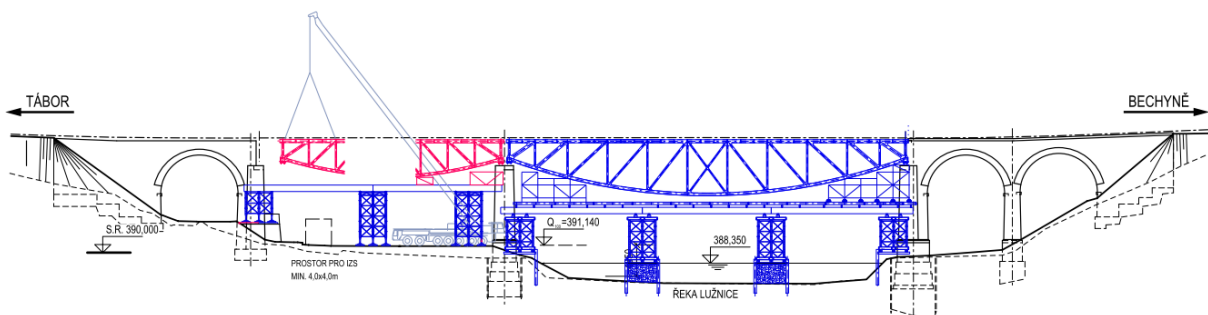 TÁBOR
BECHYNĚ
S.R. 390,000
Q₁₀₀=391,140
388,350
PROSTOR PRO IZS
MIN. 4,0x4,0m
ŘEKA LUŽNICE